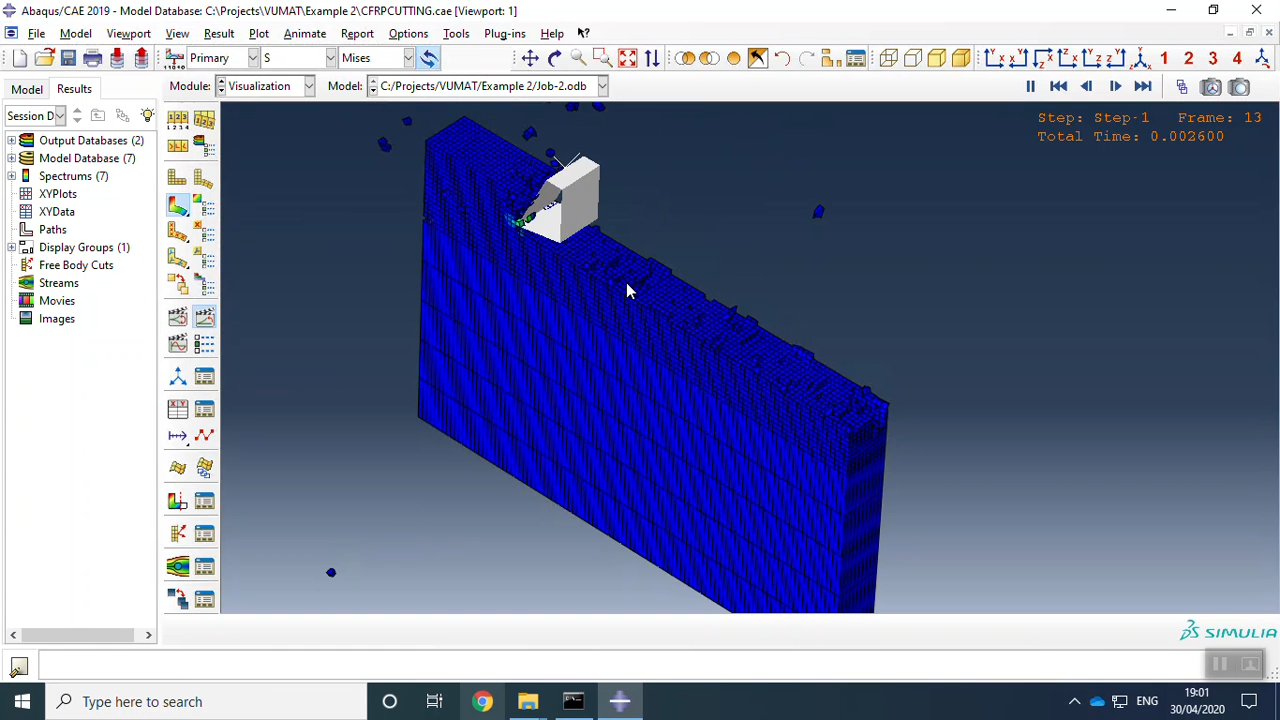 Abaqus/CAE 2019 - Model Database: C:\Projects\VUMAT\Example 2\CFRPCUTTING.cae [Viewport: 1]
File Model Viewport View Result Plot Animate Report Options Tools Plug-ins Help
Primary S Mises
1 2 3 4
Model Results Module: Visualization Model: C:/Projects/VUMAT/Example 2/Job-2.odb
Session D
Output Databases (2)
Model Database (7)
Spectrums (7)
XYPlots
XYData
Paths
Display Groups (1)
Free Body Cuts
Streams
Movies
Images
Step: Step-1 Frame: 13
Total Time: 0.002600
SIMULIA
Type here to search
ENG
19:01
30/04/2020